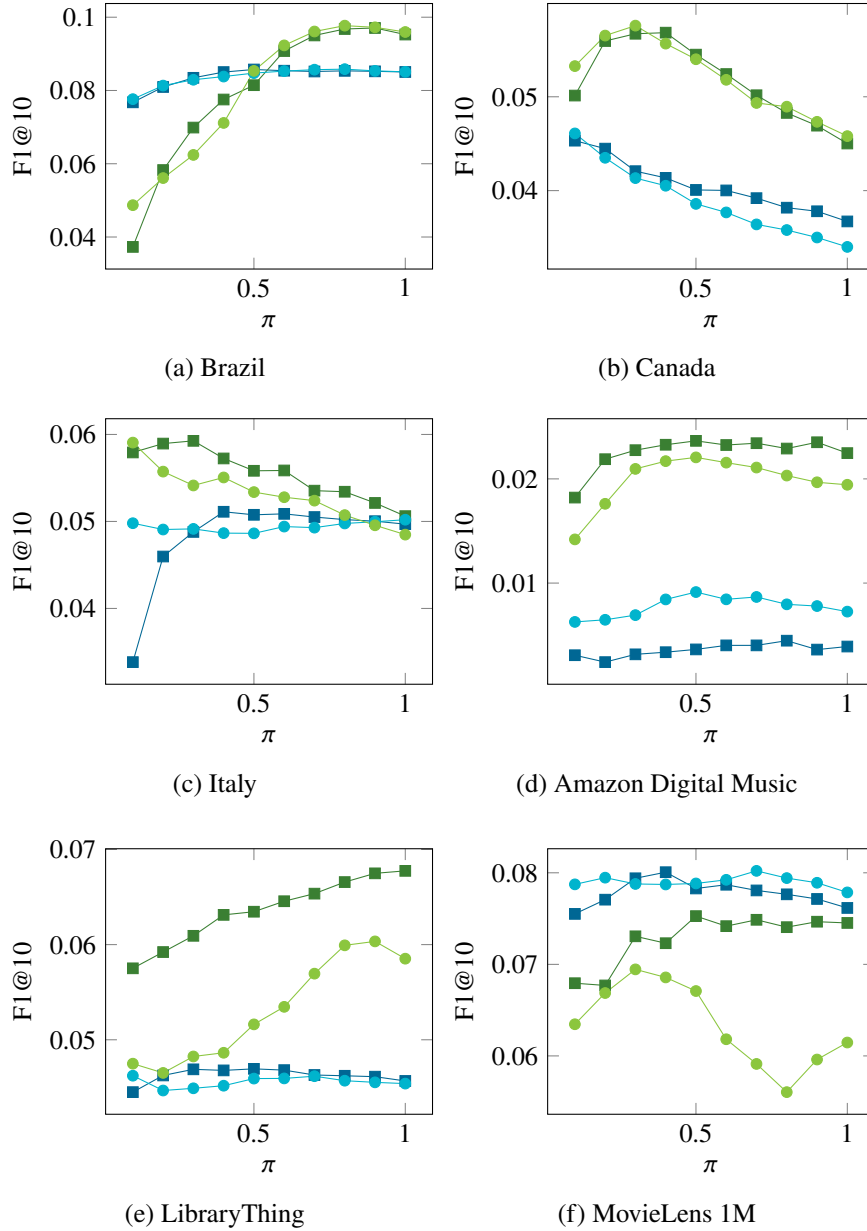 0.1
0.08
0.06
0.04
F1@10
0.5
1
π
(a) Brazil
0.05
0.04
F1@10
0.5
1
π
(b) Canada
0.06
0.05
0.04
F1@10
0.5
1
π
(c) Italy
0.02
0.01
F1@10
0.5
1
π
(d) Amazon Digital Music
0.07
0.06
0.05
F1@10
0.5
1
π
(e) LibraryThing
0.08
0.07
0.06
F1@10
0.5
1
π
(f) MovieLens 1M